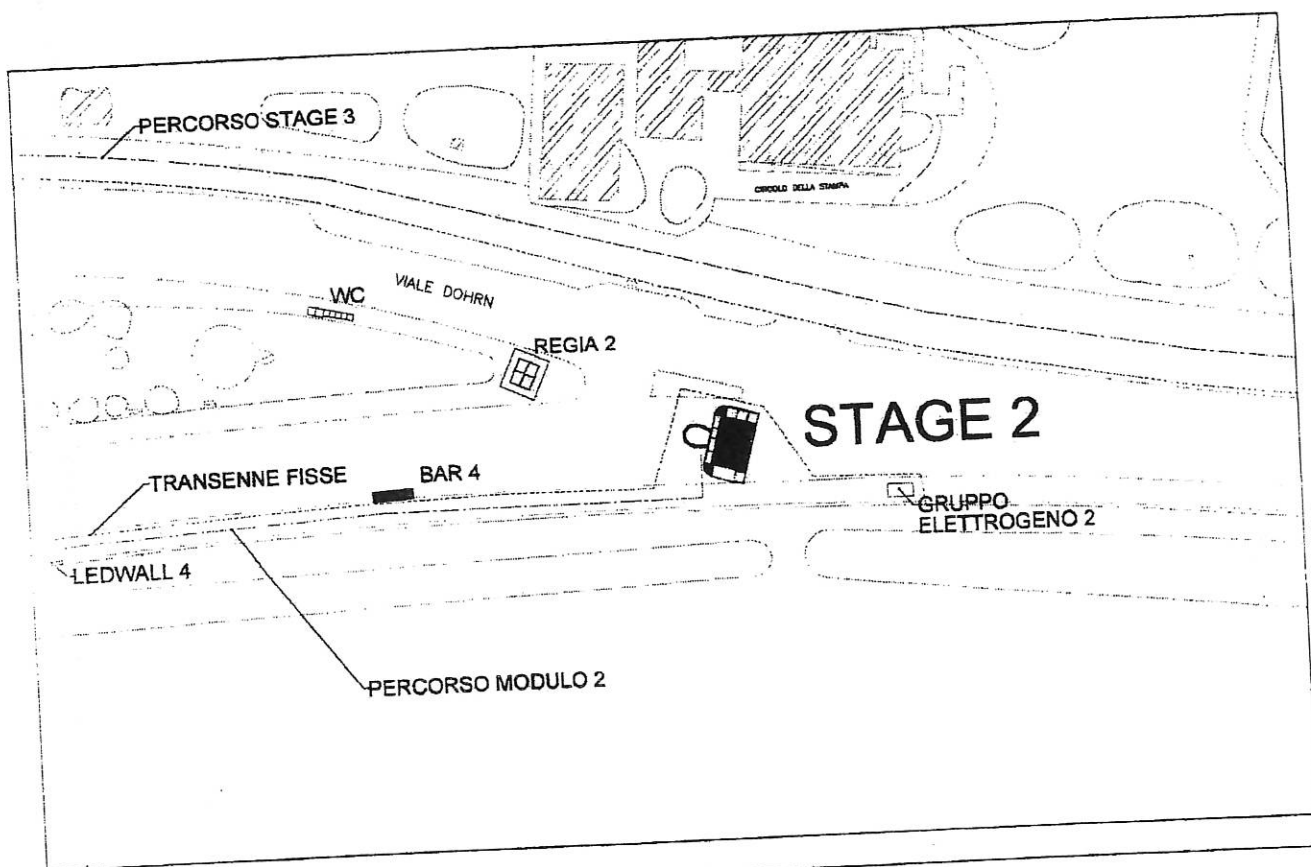 PERCORSO STAGE 3
CIRCOLO DELLA STAMPA
WC
VIALE DOHRN
REGIA 2
STAGE 2
TRANSENNE FISSE
BAR 4
GRUPPO
ELETTROGENO 2
LEDWALL 4
PERCORSO MODULO 2